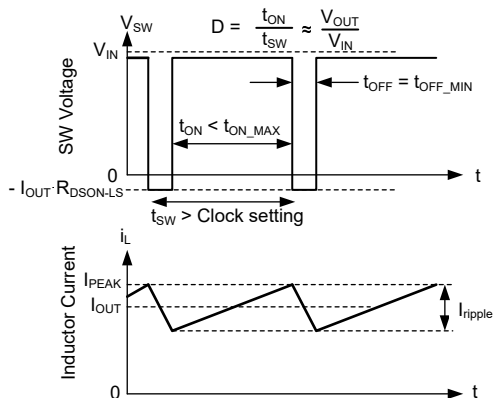 V_SW
D = t_ON / t_SW ≈ V_OUT / V_IN
V_IN
SW Voltage
t_OFF = t_OFF_MIN
t_ON < t_ON_MAX
0
t
- I_OUT·R_DSON-LS
t_SW > Clock setting
i_L
Inductor Current
I_PEAK
I_OUT
I_ripple
0
t